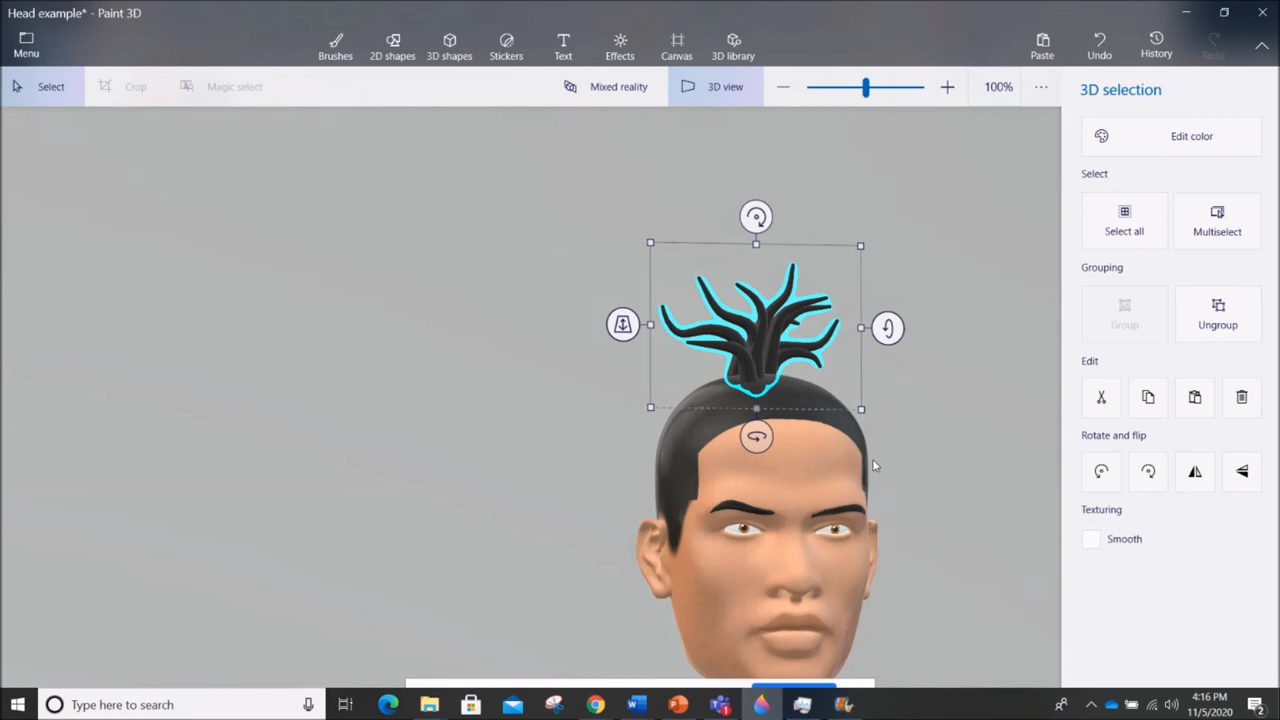 Head example* - Paint 3D
Menu
Brushes 2D shapes 3D shapes Stickers Text Effects Canvas 3D library
Paste Undo History Redo
Select Crop Magic select Mixed reality 3D view 100%
3D selection
Edit color
Select
Select all Multiselect
Grouping
Group Ungroup
Edit
Rotate and flip
Texturing
Smooth
Type here to search
4:16 PM
11/5/2020